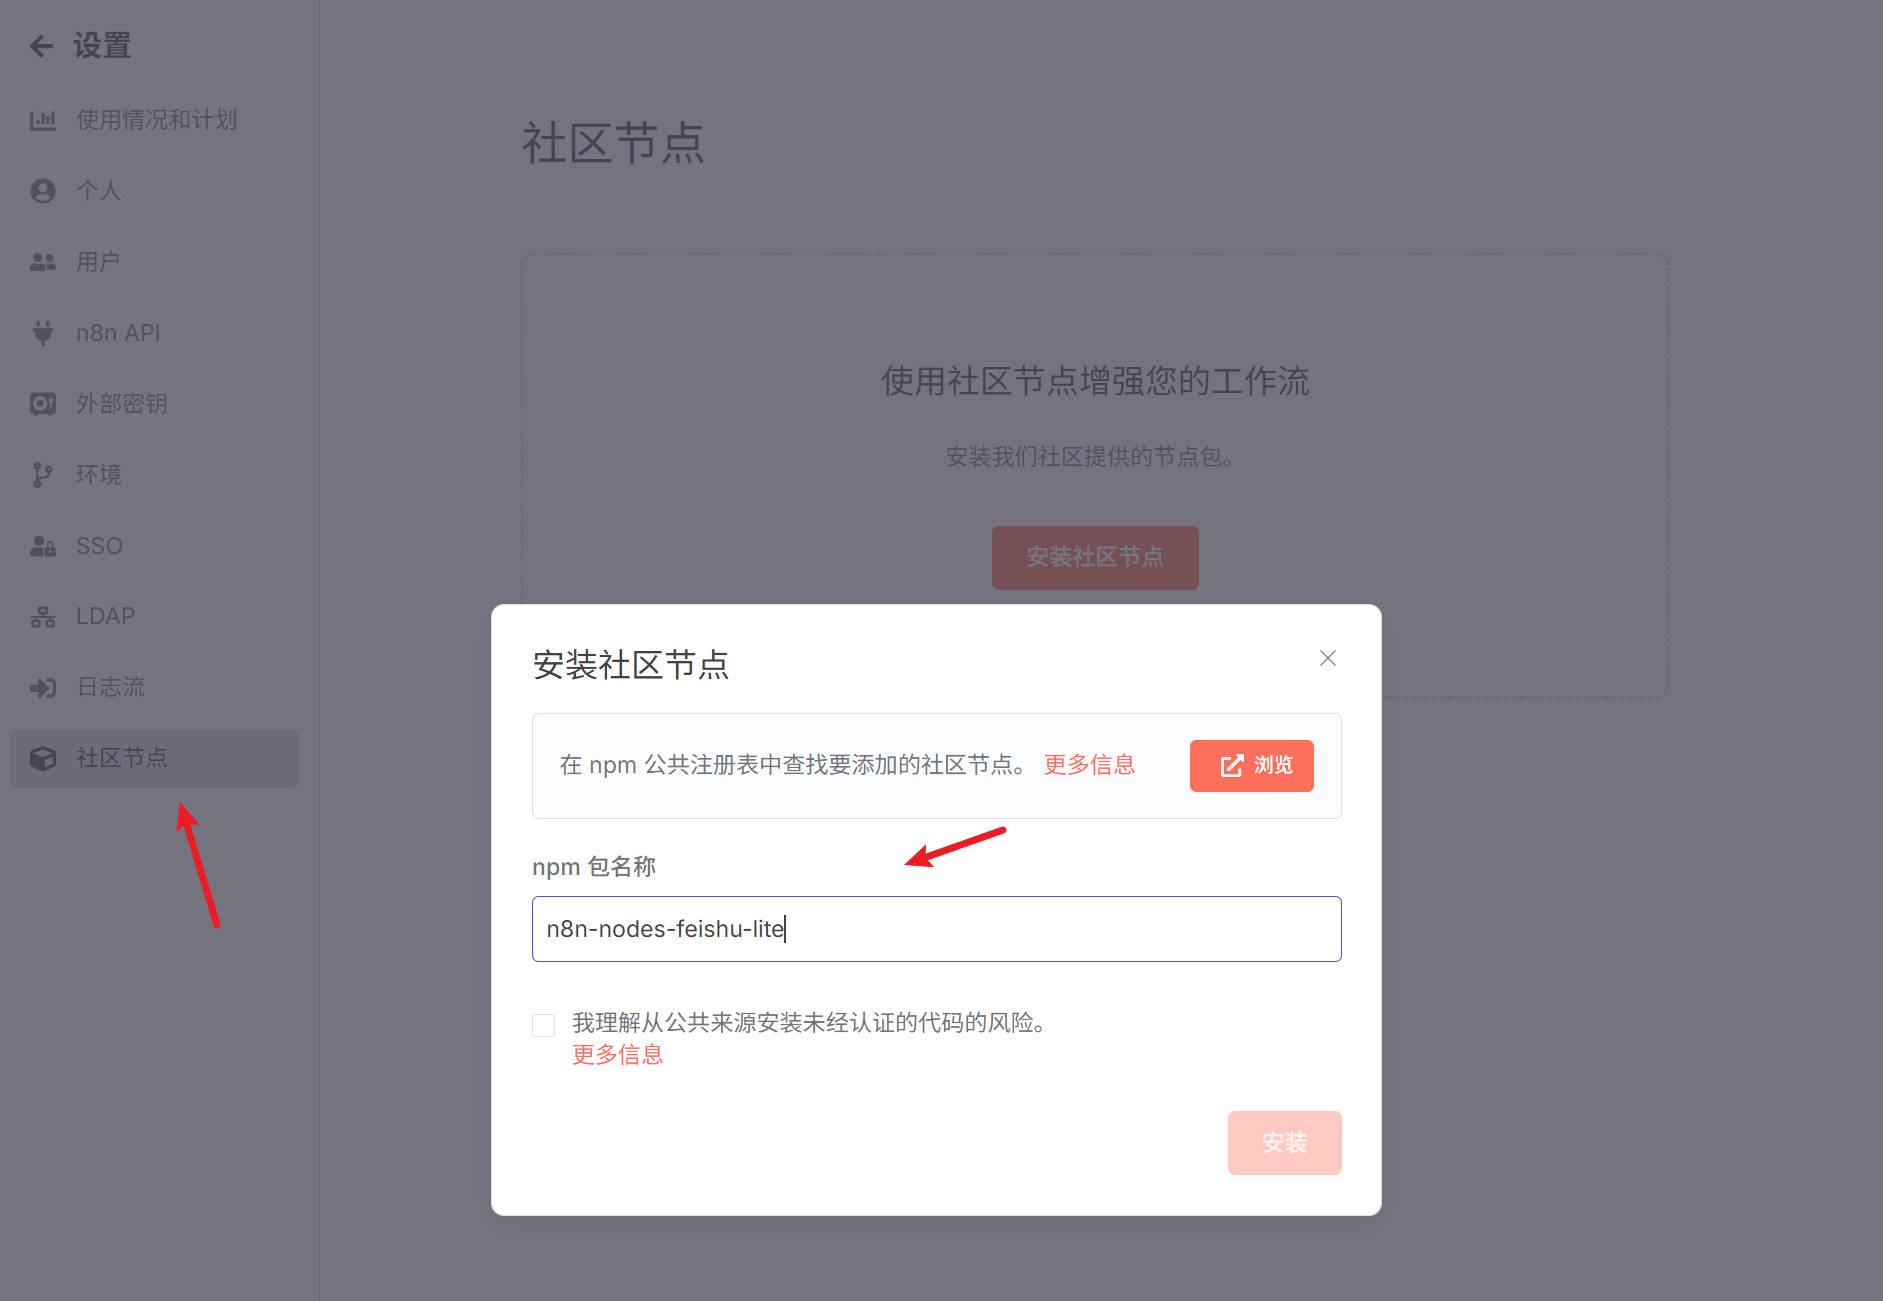 设置
使用情况和计划
个人
用户
n8n API
外部密钥
环境
SSO
LDAP
日志流
社区节点
社区节点
使用社区节点增强您的工作流
安装我们社区提供的节点包。
安装社区节点
安装社区节点
在 npm 公共注册表中查找要添加的社区节点。 更多信息
浏览
npm 包名称
n8n-nodes-feishu-lite
我理解从公共来源安装未经认证的代码的风险。
更多信息
安装